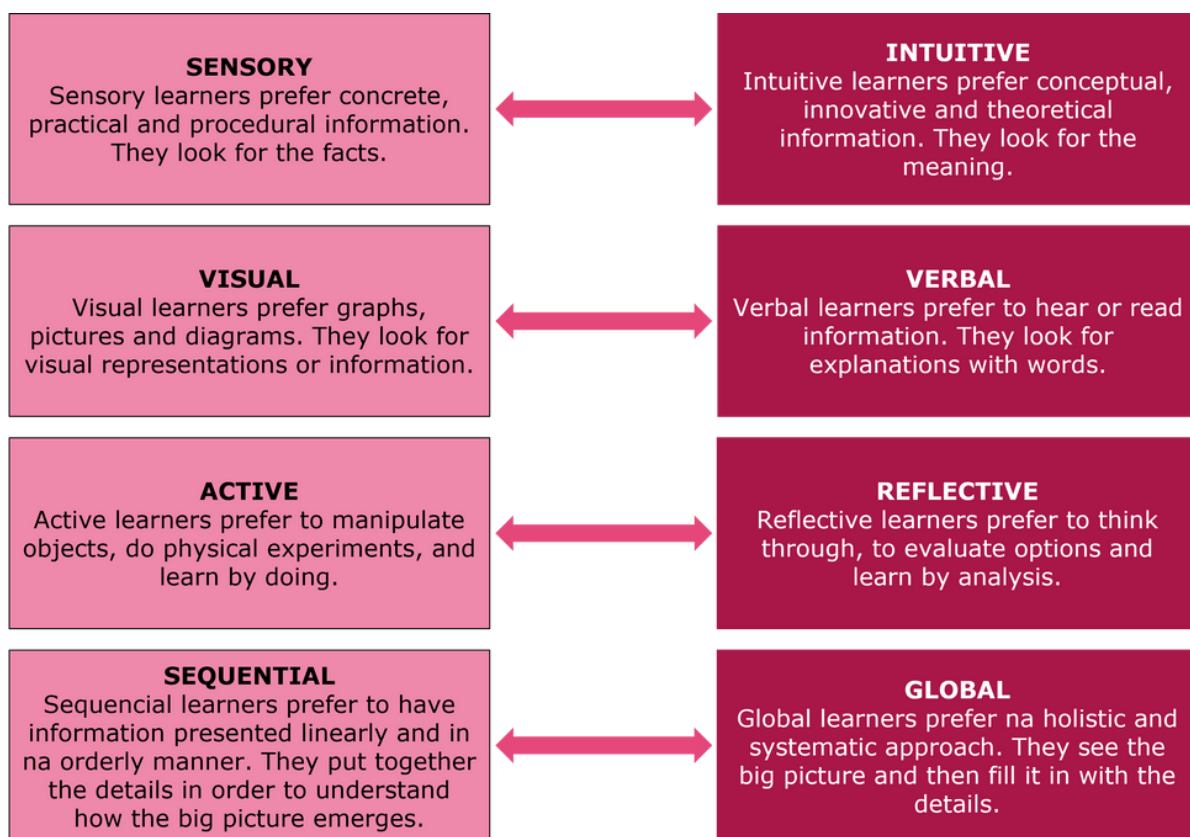 SENSORY
Sensory learners prefer concrete,
practical and procedural information.
They look for the facts.
INTUITIVE
Intuitive learners prefer conceptual,
innovative and theoretical
information. They look for the
meaning.
VISUAL
Visual learners prefer graphs,
pictures and diagrams. They look for
visual representations or information.
VERBAL
Verbal learners prefer to hear or read
information. They look for
explanations with words.
ACTIVE
Active learners prefer to manipulate
objects, do physical experiments, and
learn by doing.
REFLECTIVE
Reflective learners prefer to think
through, to evaluate options and
learn by analysis.
SEQUENTIAL
Sequencial learners prefer to have
information presented linearly and in
na orderly manner. They put together
the details in order to understand
how the big picture emerges.
GLOBAL
Global learners prefer na holistic and
systematic approach. They see the
big picture and then fill it in with the
details.